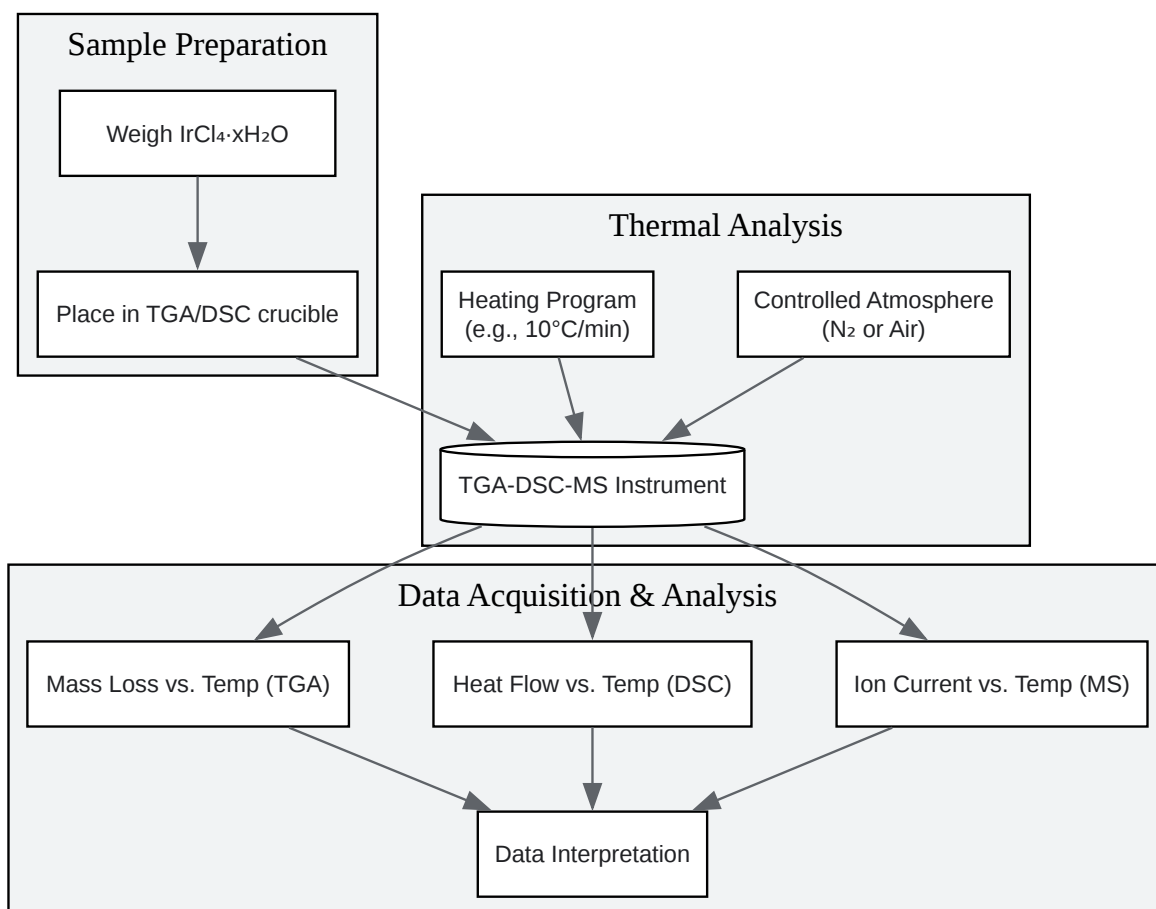 Sample Preparation
Weigh IrCl₄·xH₂O
Place in TGA/DSC crucible
Thermal Analysis
Heating Program
(e.g., 10°C/min)
Controlled Atmosphere
(N₂ or Air)
TGA-DSC-MS Instrument
Data Acquisition & Analysis
Mass Loss vs. Temp (TGA)
Heat Flow vs. Temp (DSC)
Ion Current vs. Temp (MS)
Data Interpretation